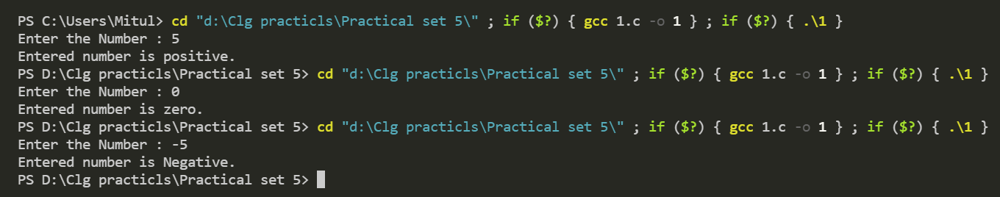 PS C:\Users\Mitul> cd "d:\Clg practicls\Practical set 5\" ; if ($?) { gcc 1.c -o 1 } ; if ($?) { .\1 }
Enter the Number : 5
Entered number is positive.
PS D:\Clg practicls\Practical set 5> cd "d:\Clg practicls\Practical set 5\" ; if ($?) { gcc 1.c -o 1 } ; if ($?) { .\1 }
Enter the Number : 0
Entered number is zero.
PS D:\Clg practicls\Practical set 5> cd "d:\Clg practicls\Practical set 5\" ; if ($?) { gcc 1.c -o 1 } ; if ($?) { .\1 }
Enter the Number : -5
Entered number is Negative.
PS D:\Clg practicls\Practical set 5>